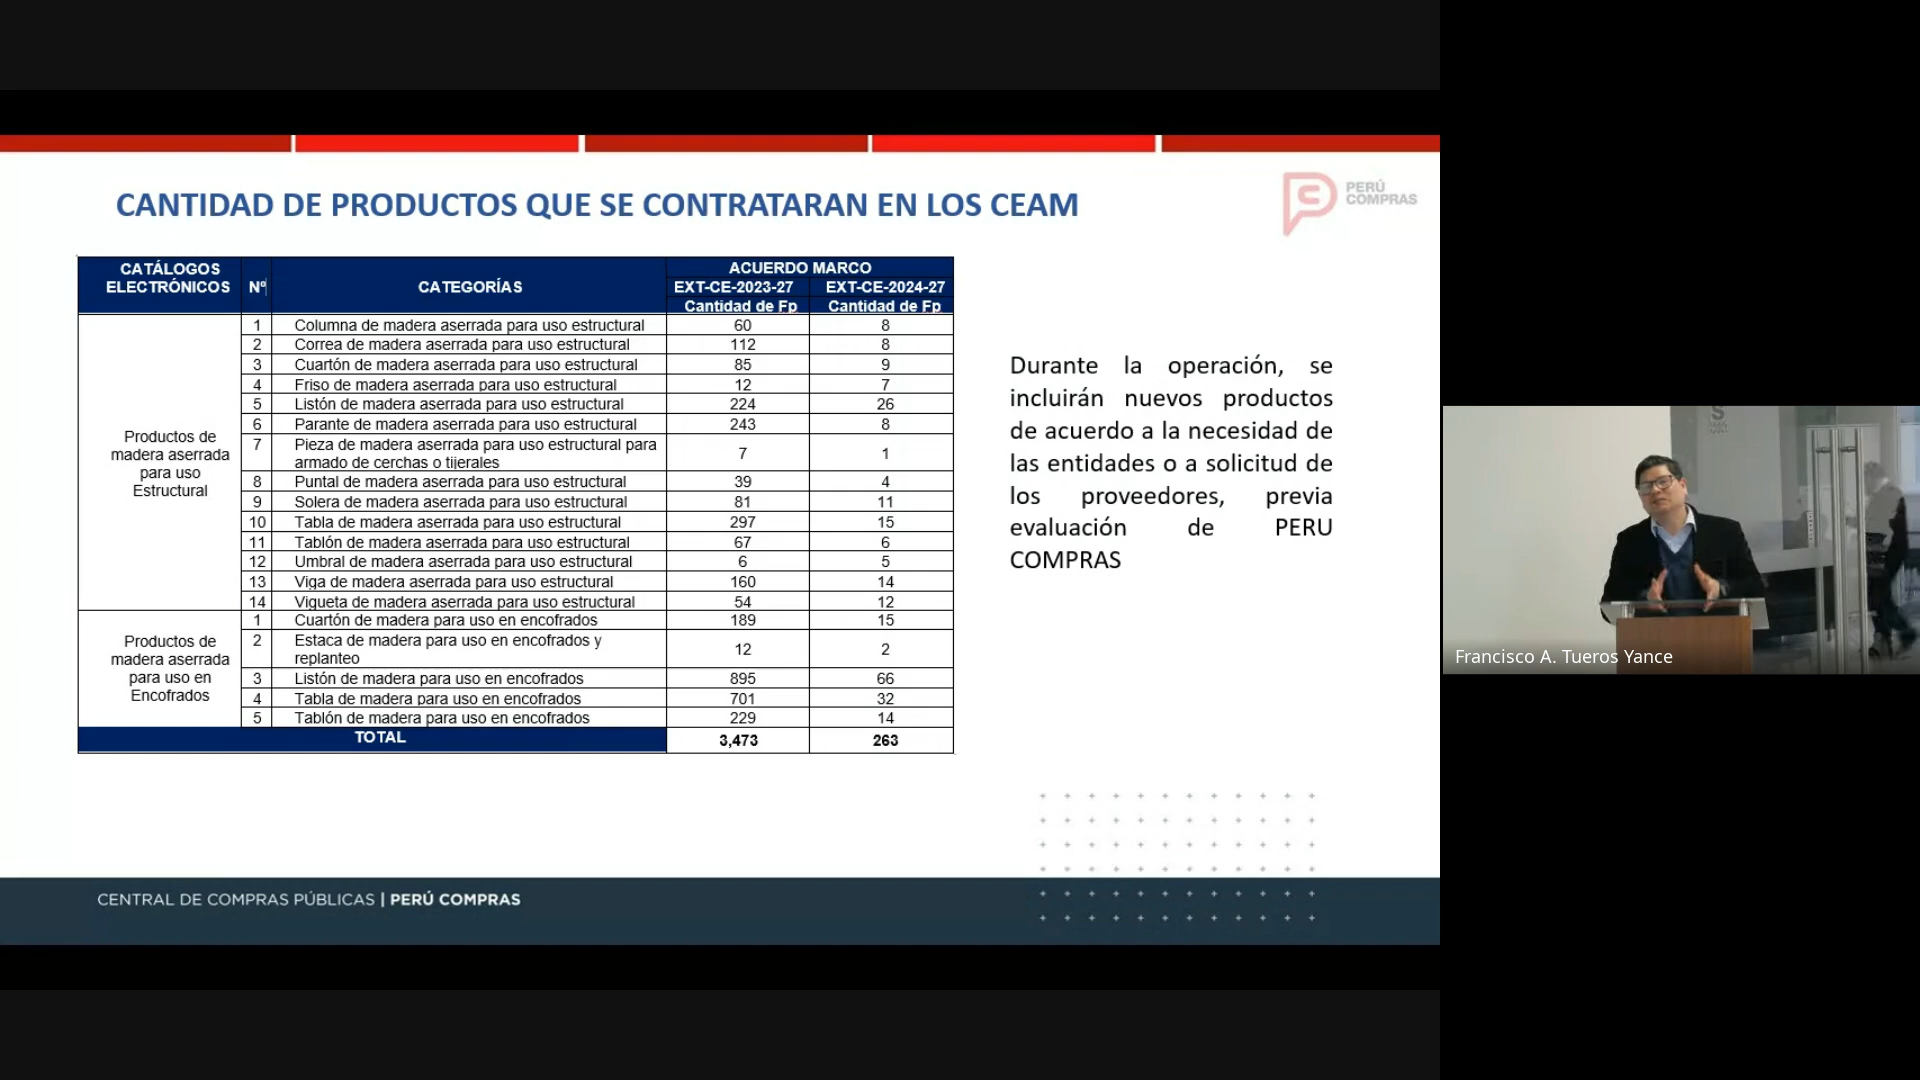 CANTIDAD DE PRODUCTOS QUE SE CONTRATARAN EN LOS CEAM
PERÚ
COMPRAS
CATÁLOGOS
ELECTRÓNICOS
Nº
CATEGORÍAS
ACUERDO MARCO
EXT-CE-2023-27 EXT-CE-2024-27
Cantidad de Fp Cantidad de Fp
Productos de
madera aserrada
para uso
Estructural
1 Columna de madera aserrada para uso estructural 60 8
2 Correa de madera aserrada para uso estructural 112 8
3 Cuartón de madera aserrada para uso estructural 85 9
4 Friso de madera aserrada para uso estructural 12 7
5 Listón de madera aserrada para uso estructural 224 26
6 Parante de madera aserrada para uso estructural 243 8
7 Pieza de madera aserrada para uso estructural para
armado de cerchas o tijerales 7 1
8 Puntal de madera aserrada para uso estructural 39 4
9 Solera de madera aserrada para uso estructural 81 11
10 Tabla de madera aserrada para uso estructural 297 15
11 Tablón de madera aserrada para uso estructural 67 6
12 Umbral de madera aserrada para uso estructural 6 5
13 Viga de madera aserrada para uso estructural 160 14
14 Vigueta de madera aserrada para uso estructural 54 12
Productos de
madera aserrada
para uso en
Encofrados
1 Cuartón de madera para uso en encofrados 189 15
2 Estaca de madera para uso en encofrados y
replanteo 12 2
3 Listón de madera para uso en encofrados 895 66
4 Tabla de madera para uso en encofrados 701 32
5 Tablón de madera para uso en encofrados 229 14
TOTAL 3,473 263
Durante la operación, se
incluirán nuevos productos
de acuerdo a la necesidad de
las entidades o a solicitud de
los proveedores, previa
evaluación de PERU
COMPRAS
CENTRAL DE COMPRAS PÚBLICAS | PERÚ COMPRAS
Francisco A. Tueros Yance